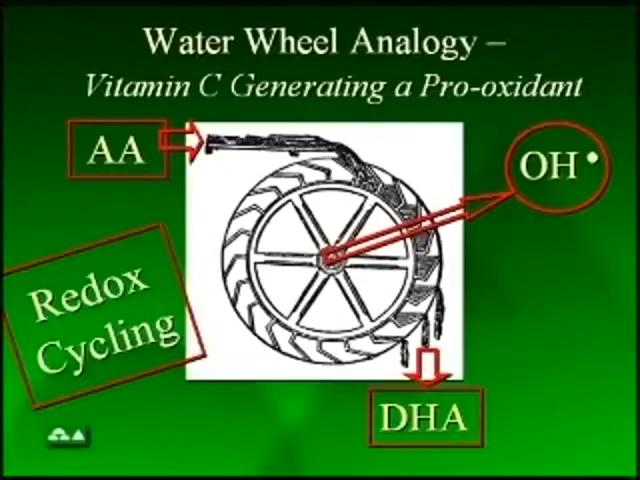 Water Wheel Analogy –
Vitamin C Generating a Pro-oxidant
AA
OH•
Redox
Cycling
DHA